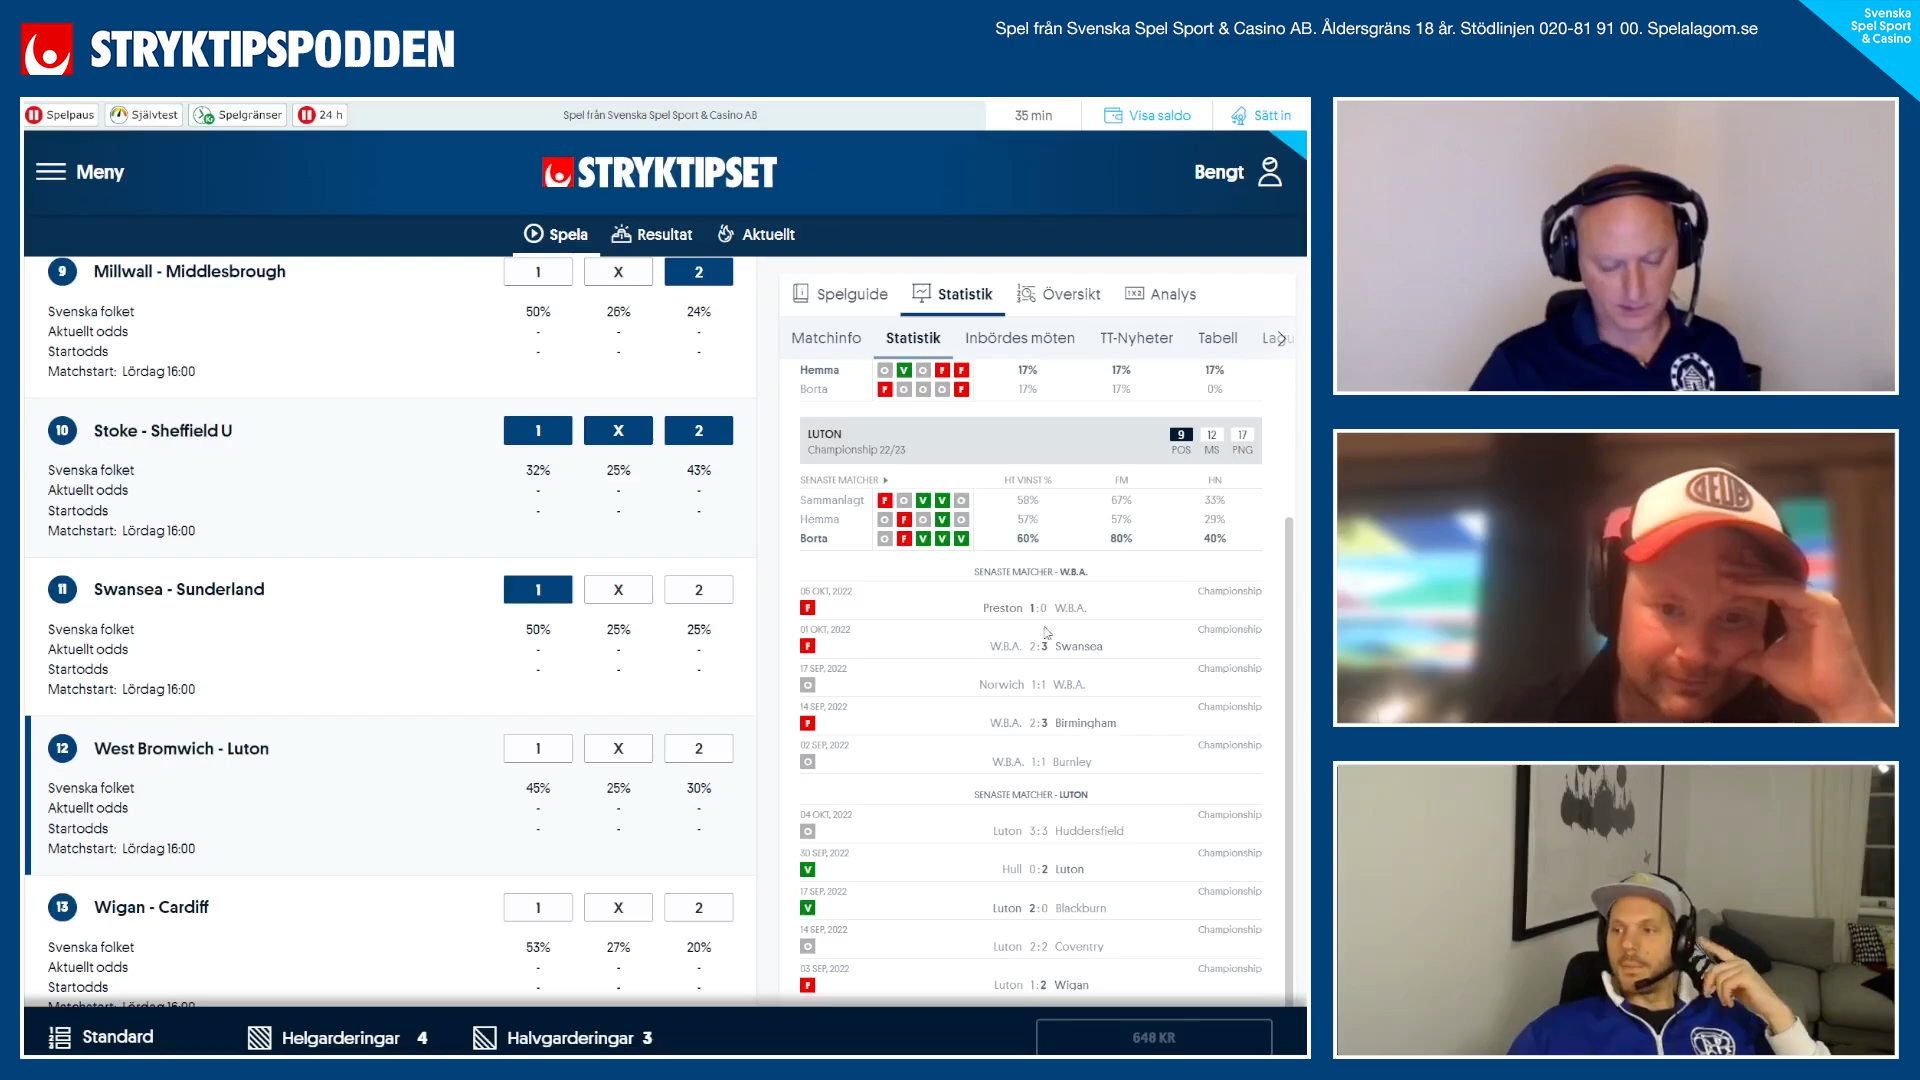 STRYKTIPSPODDEN
Spel från Svenska Spel Sport & Casino AB. Åldersgräns 18 år. Stödlinjen 020-81 91 00. Spelalagom.se
Svenska
Spel Sport
& Casino
Spelpaus
Självtest
Spelgränser
24 h
Spel från Svenska Spel Sport & Casino AB
35 min
Visa saldo
Sätt in
Meny
STRYKTIPSET
Bengt
Spela
Resultat
Aktuellt
9 Millwall - Middlesbrough 1 X 2
Svenska folket 50% 26% 24%
Aktuellt odds - - -
Startodds - - -
Matchstart: Lördag 16:00
10 Stoke - Sheffield U 1 X 2
Svenska folket 32% 25% 43%
Aktuellt odds - - -
Startodds - - -
Matchstart: Lördag 16:00
11 Swansea - Sunderland 1 X 2
Svenska folket 50% 25% 25%
Aktuellt odds - - -
Startodds - - -
Matchstart: Lördag 16:00
12 West Bromwich - Luton 1 X 2
Svenska folket 45% 25% 30%
Aktuellt odds - - -
Startodds - - -
Matchstart: Lördag 16:00
13 Wigan - Cardiff 1 X 2
Svenska folket 53% 27% 20%
Aktuellt odds - - -
Startodds - - -
Matchstart: Lördag 16:00
Spelguide Statistik Översikt 1X2 Analys
Matchinfo Statistik Inbördes möten TT-Nyheter Tabell
Hemma O V O F F 17% 17% 17%
Borta F O O O F 17% 17% 0%
LUTON 9 12 17
Championship 22/23 POS MS PNG
SENASTE MATCHER HT VINST % FM HN
Sammanlagt F O V V O 58% 67% 33%
Hemma O F O V O 57% 57% 29%
Borta O F V V V 60% 80% 40%
SENASTE MATCHER - W.B.A.
05 OKT, 2022 Championship
F Preston 1:0 W.B.A.
01 OKT, 2022 Championship
F W.B.A. 2:3 Swansea
17 SEP, 2022 Championship
O Norwich 1:1 W.B.A.
14 SEP, 2022 Championship
F W.B.A. 2:3 Birmingham
02 SEP, 2022 Championship
O W.B.A. 1:1 Burnley
SENASTE MATCHER - LUTON
04 OKT, 2022 Championship
O Luton 3:3 Huddersfield
30 SEP, 2022 Championship
V Hull 0:2 Luton
17 SEP, 2022 Championship
V Luton 2:0 Blackburn
14 SEP, 2022 Championship
O Luton 2:2 Coventry
03 SEP, 2022 Championship
F Luton 1:2 Wigan
Standard
Helgarderingar 4
Halvgarderingar 3
648 KR